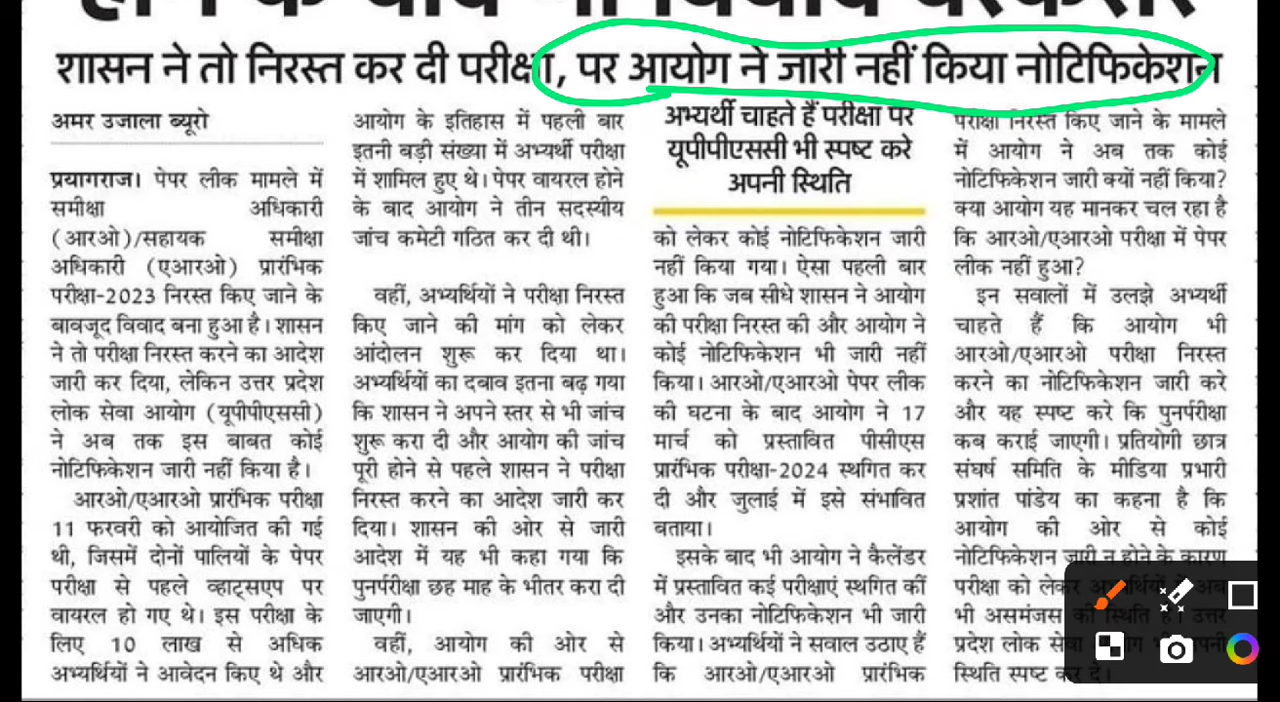 शासन ने तो निरस्त कर दी परीक्षा, पर आयोग ने जारी नहीं किया नोटिफिकेशन
अमर उजाला ब्यूरो
प्रयागराज। पेपर लीक मामले में
समीक्षा अधिकारी
(आरओ)/सहायक समीक्षा
अधिकारी (एआरओ) प्रारंभिक
परीक्षा-2023 निरस्त किए जाने के
बावजूद विवाद बना हुआ है। शासन
ने तो परीक्षा निरस्त करने का आदेश
जारी कर दिया, लेकिन उत्तर प्रदेश
लोक सेवा आयोग (यूपीपीएससी)
ने अब तक इस बाबत कोई
नोटिफिकेशन जारी नहीं किया है।
आरओ/एआरओ प्रारंभिक परीक्षा
11 फरवरी को आयोजित की गई
थी, जिसमें दोनों पालियों के पेपर
परीक्षा से पहले व्हाट्सएप पर
वायरल हो गए थे। इस परीक्षा के
लिए 10 लाख से अधिक
अभ्यर्थियों ने आवेदन किए थे और
आयोग के इतिहास में पहली बार
इतनी बड़ी संख्या में अभ्यर्थी परीक्षा
में शामिल हुए थे। पेपर वायरल होने
के बाद आयोग ने तीन सदस्यीय
जांच कमेटी गठित कर दी थी।
वहीं, अभ्यर्थियों ने परीक्षा निरस्त
किए जाने की मांग को लेकर
आंदोलन शुरू कर दिया था।
अभ्यर्थियों का दबाव इतना बढ़ गया
कि शासन ने अपने स्तर से भी जांच
शुरू करा दी और आयोग की जांच
पूरी होने से पहले शासन ने परीक्षा
निरस्त करने का आदेश जारी कर
दिया। शासन की ओर से जारी
आदेश में यह भी कहा गया कि
पुनर्परीक्षा छह माह के भीतर करा दी
जाएगी।
वहीं, आयोग की ओर से
आरओ/एआरओ प्रारंभिक परीक्षा
अभ्यर्थी चाहते हैं परीक्षा पर
यूपीपीएससी भी स्पष्ट करे
अपनी स्थिति
को लेकर कोई नोटिफिकेशन जारी
नहीं किया गया। ऐसा पहली बार
हुआ कि जब सीधे शासन ने आयोग
की परीक्षा निरस्त की और आयोग ने
कोई नोटिफिकेशन भी जारी नहीं
किया। आरओ/एआरओ पेपर लीक
की घटना के बाद आयोग ने 17
मार्च को प्रस्तावित पीसीएस
प्रारंभिक परीक्षा-2024 स्थगित कर
दी और जुलाई में इसे संभावित
बताया।
इसके बाद भी आयोग ने कैलेंडर
में प्रस्तावित कई परीक्षाएं स्थगित कीं
और उनका नोटिफिकेशन भी जारी
किया। अभ्यर्थियों ने सवाल उठाए हैं
कि आरओ/एआरओ प्रारंभिक
परीक्षा निरस्त किए जाने के मामले
में आयोग ने अब तक कोई
नोटिफिकेशन जारी क्यों नहीं किया?
क्या आयोग यह मानकर चल रहा है
कि आरओ/एआरओ परीक्षा में पेपर
लीक नहीं हुआ?
इन सवालों में उलझे अभ्यर्थी
चाहते हैं कि आयोग भी
आरओ/एआरओ परीक्षा निरस्त
करने का नोटिफिकेशन जारी करे
और यह स्पष्ट करे कि पुनर्परीक्षा
कब कराई जाएगी। प्रतियोगी छात्र
संघर्ष समिति के मीडिया प्रभारी
प्रशांत पांडेय का कहना है कि
आयोग की ओर से कोई
नोटिफिकेशन जारी न होने के कारण
परीक्षा को लेकर अभ्यर्थियों में अब
भी असमंजस की स्थिति है। उत्तर
प्रदेश लोक सेवा
स्थिति स्पष्ट कर दे।